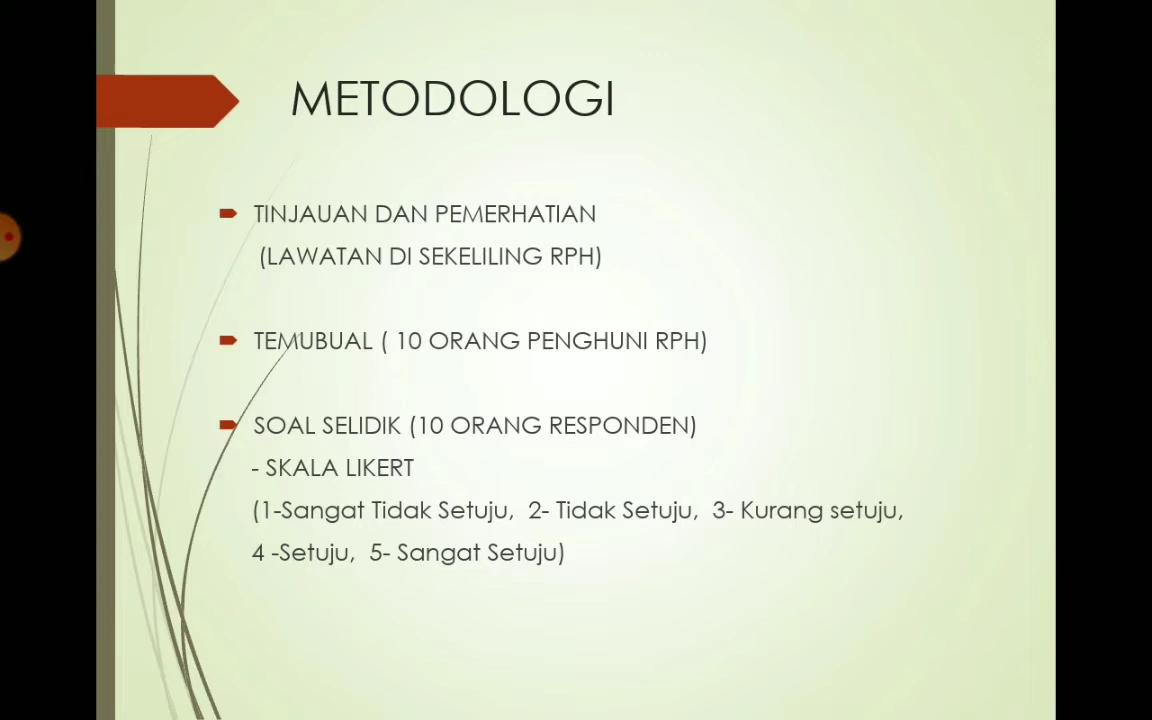 METODOLOGI
TINJAUAN DAN PEMERHATIAN
(LAWATAN DI SEKELILING RPH)
TEMUBUAL ( 10 ORANG PENGHUNI RPH)
SOAL SELIDIK (10 ORANG RESPONDEN)
- SKALA LIKERT
(1-Sangat Tidak Setuju, 2- Tidak Setuju, 3- Kurang setuju,
4 -Setuju, 5- Sangat Setuju)